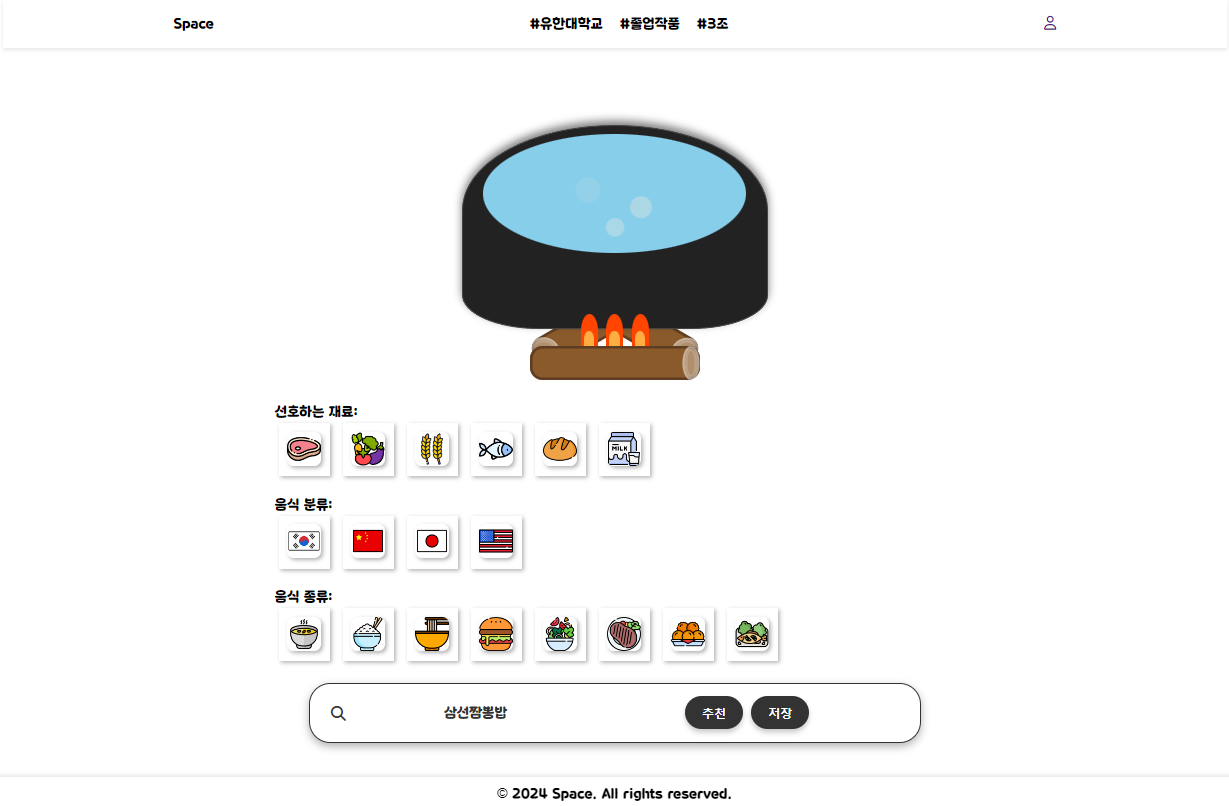 Space #유한대학교 #졸업작품 #3조
선호하는 재료:
MILK
음식 분류:
음식 종류:
삼선짬뽕밥 추천 저장
© 2024 Space. All rights reserved.